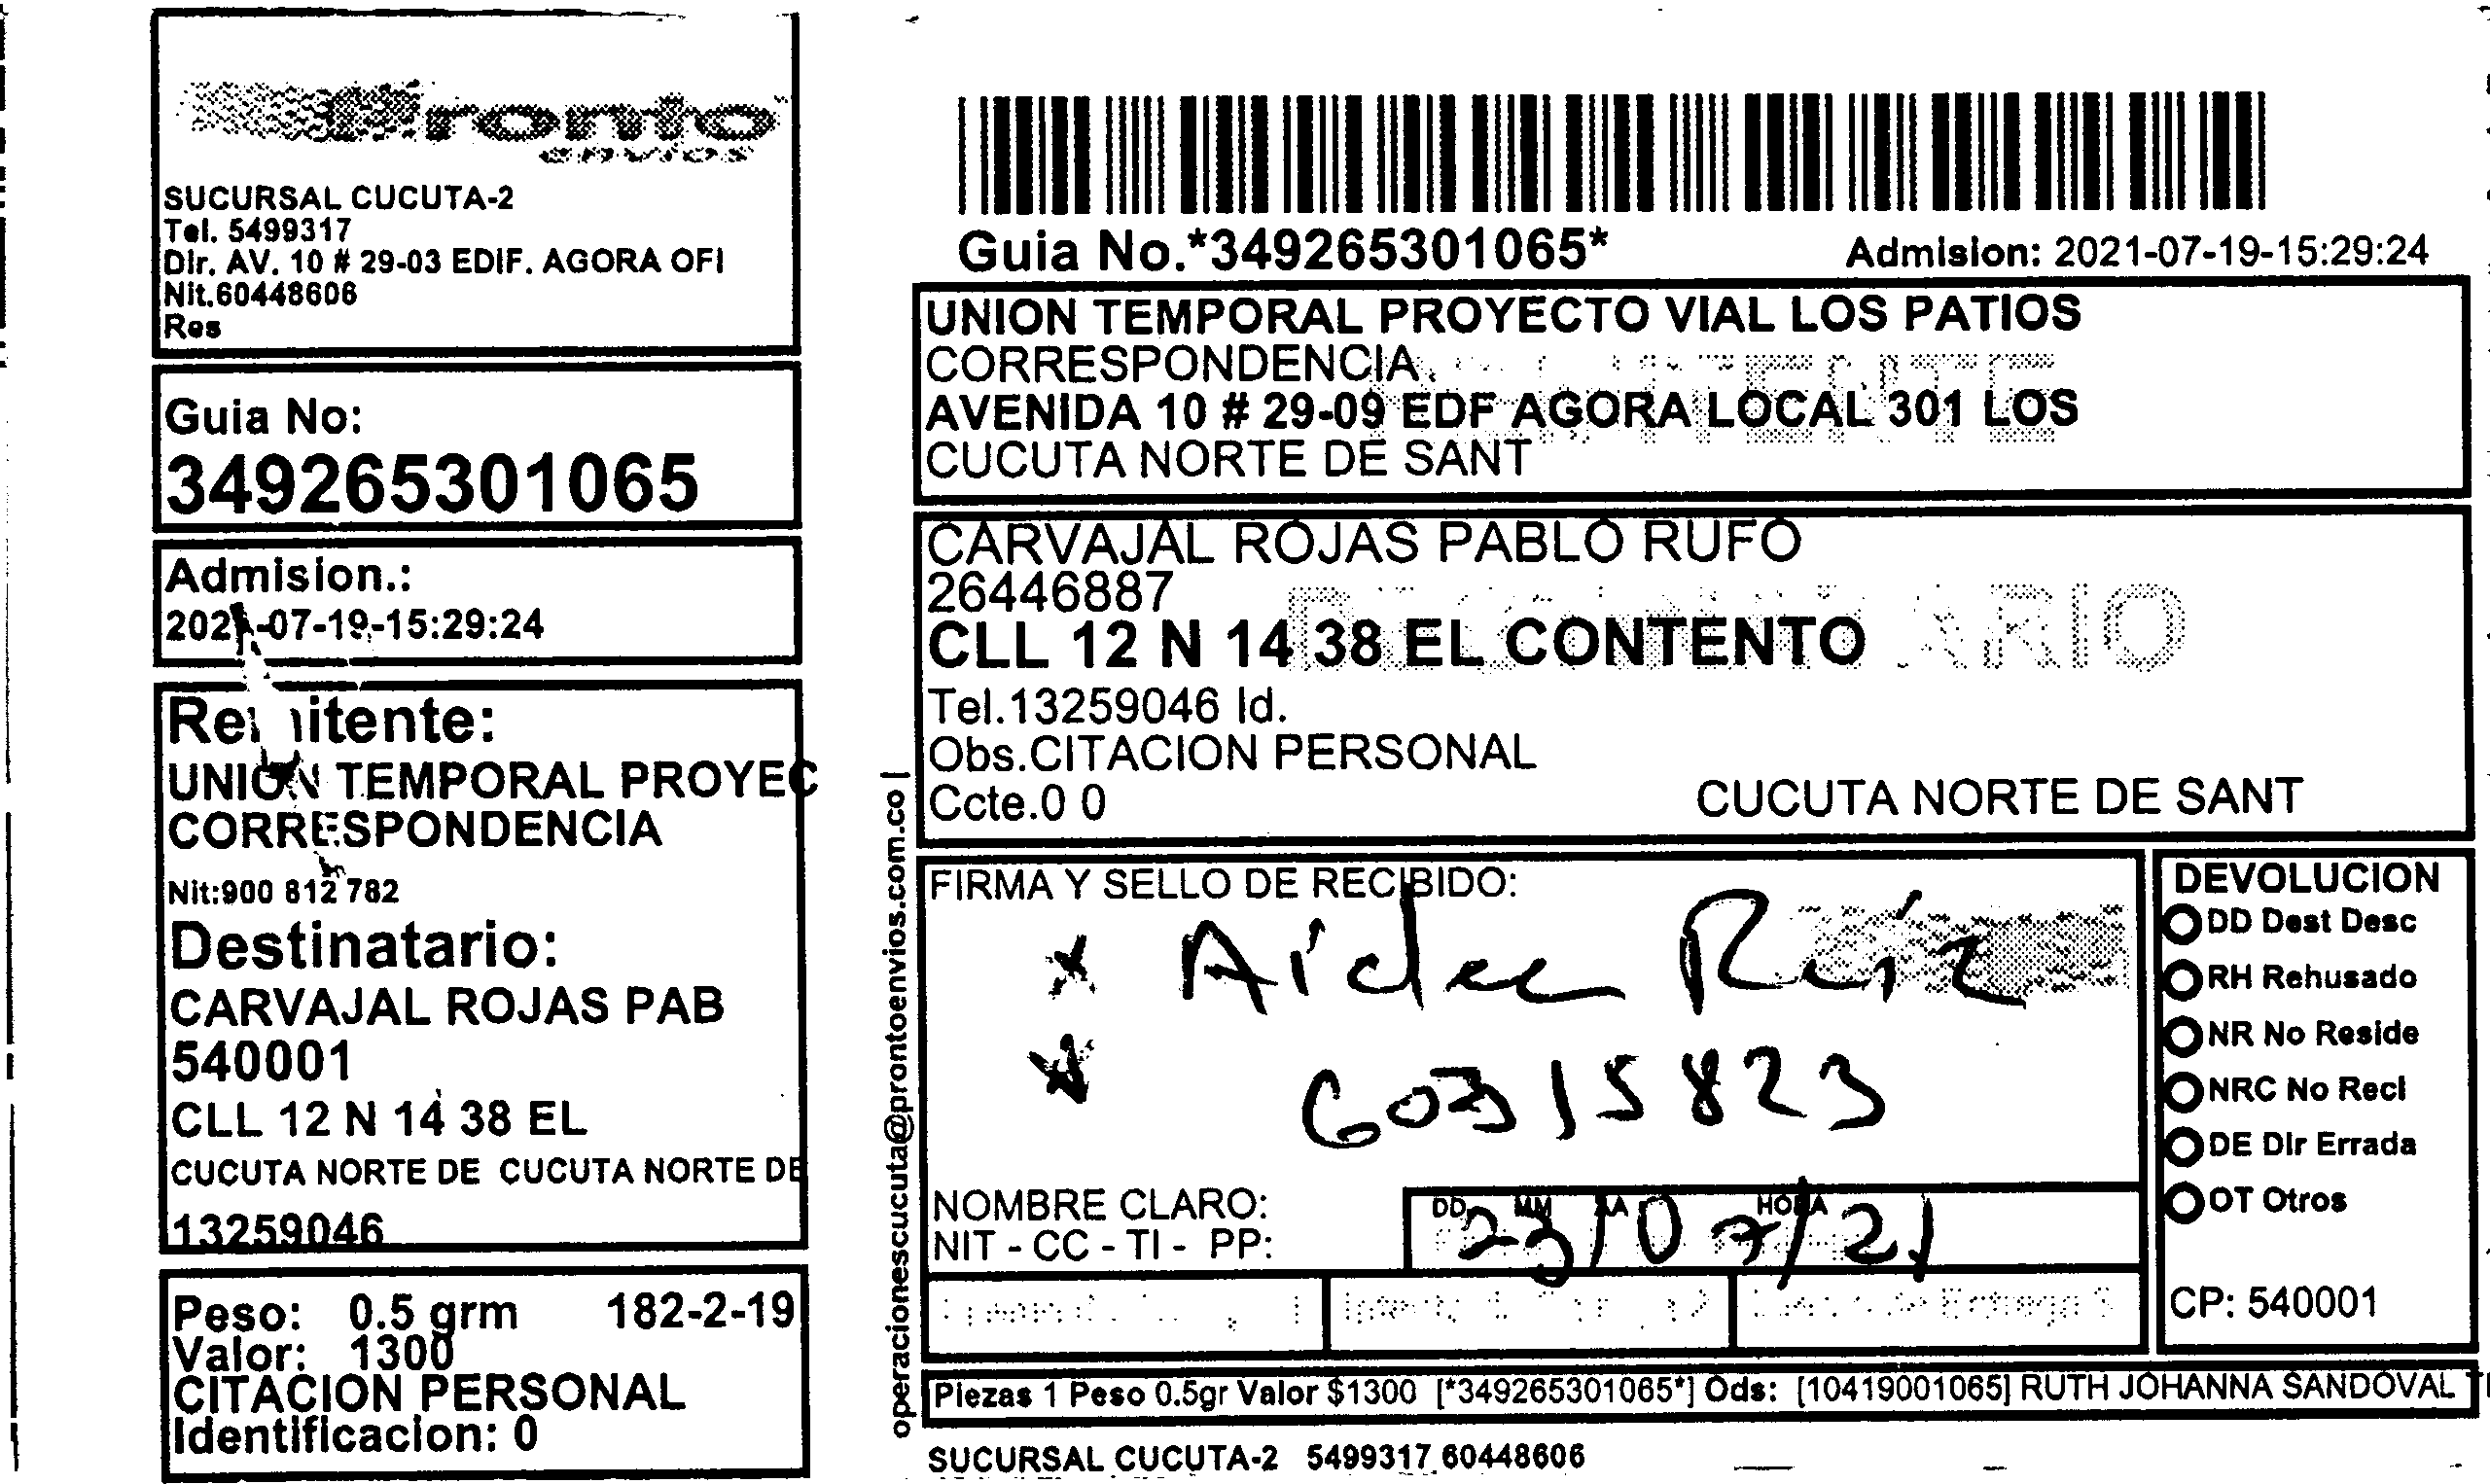 Pronto
envios
SUCURSAL CUCUTA-2
Tel. 5499317
Dir. AV. 10 # 29-03 EDIF. AGORA OFI
Nit.60448606
Res
Guia No:
349265301065
Admision.:
2021-07-19-15:29:24
Remitente:
UNION TEMPORAL PROYEC
CORRESPONDENCIA
Nit:900 812 782
Destinatario:
CARVAJAL ROJAS PAB
540001
CLL 12 N 14 38 EL
CUCUTA NORTE DE CUCUTA NORTE DE
13259046
Peso: 0.5 grm 182-2-19
Valor: 1300
CITACION PERSONAL
Identificacion: 0
operacionescucuta@prontoenvios.com.co |
Guia No.*349265301065* Admision: 2021-07-19-15:29:24
UNION TEMPORAL PROYECTO VIAL LOS PATIOS
CORRESPONDENCIA
AVENIDA 10 # 29-09 EDF AGORA LOCAL 301 LOS
CUCUTA NORTE DE SANT
CARVAJAL ROJAS PABLO RUFO
26446887
CLL 12 N 14 38 EL CONTENTO
Tel.13259046 Id.
Obs.CITACION PERSONAL
Ccte.0 0 CUCUTA NORTE DE SANT
FIRMA Y SELLO DE RECIBIDO:
Aidee Ruiz
60315823
NOMBRE CLARO:
NIT - CC - TI - PP:
DD MM AA HORA
23/07/21
DEVOLUCION
DD Dest Desc
RH Rehusado
NR No Reside
NRC No Recl
DE Dir Errada
OT Otros
CP: 540001
Piezas 1 Peso 0.5gr Valor $1300 [*349265301065*] Ods: [10419001065] RUTH JOHANNA SANDOVAL
SUCURSAL CUCUTA-2 5499317 60448606